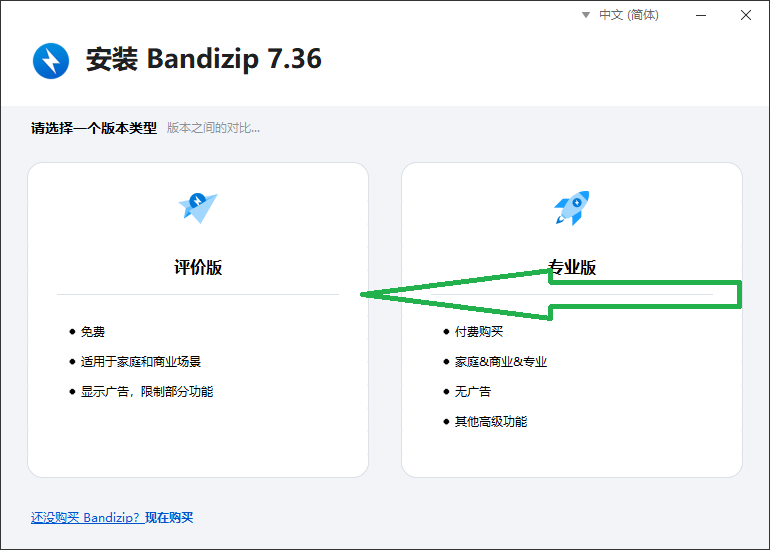 中文 (简体)
安装 Bandizip 7.36
请选择一个版本类型 版本之间的对比...
评价版
免费
适用于家庭和商业场景
显示广告，限制部分功能
专业版
付费购买
家庭&商业&专业
无广告
其他高级功能
还没购买 Bandizip? 现在购买